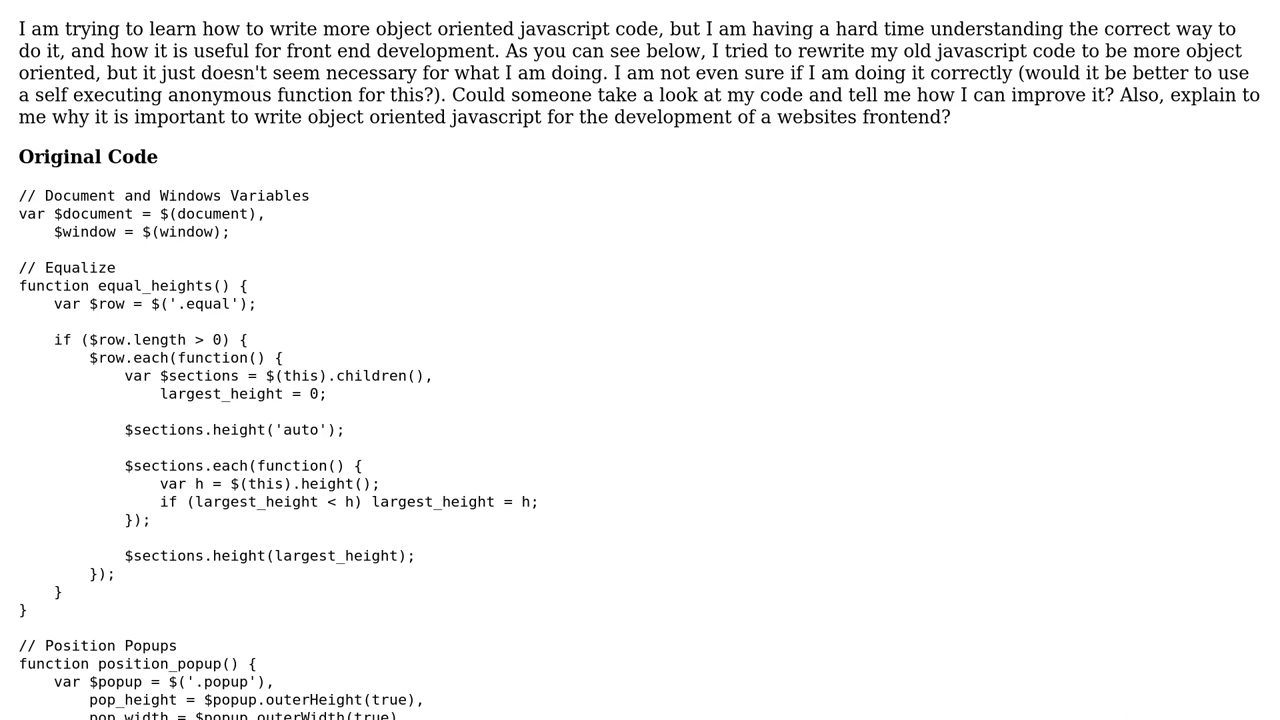 I am trying to learn how to write more object oriented javascript code, but I am having a hard time understanding the correct way to
do it, and how it is useful for front end development. As you can see below, I tried to rewrite my old javascript code to be more object
oriented, but it just doesn't seem necessary for what I am doing. I am not even sure if I am doing it correctly (would it be better to use
a self executing anonymous function for this?). Could someone take a look at my code and tell me how I can improve it? Also, explain to
me why it is important to write object oriented javascript for the development of a websites frontend?
Original Code
// Document and Windows Variables
var $document = $(document),
    $window = $(window);
// Equalize
function equal_heights() {
    var $row = $('.equal');
    if ($row.length > 0) {
        $row.each(function() {
            var $sections = $(this).children(),
                largest_height = 0;
            $sections.height('auto');
            $sections.each(function() {
                var h = $(this).height();
                if (largest_height < h) largest_height = h;
            });
            $sections.height(largest_height);
        });
    }
}
// Position Popups
function position_popup() {
    var $popup = $('.popup'),
        pop_height = $popup.outerHeight(true),
        pop_width = $popup.outerWidth(true)